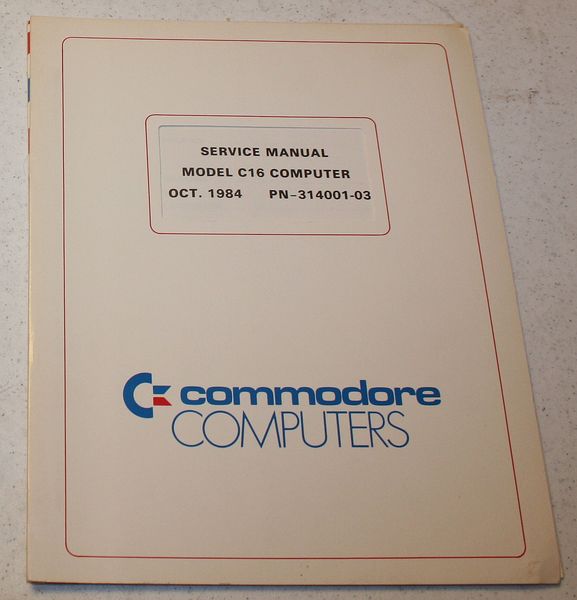 SERVICE MANUAL
MODEL C16 COMPUTER
OCT. 1984 PN-314001-03
commodore
COMPUTERS